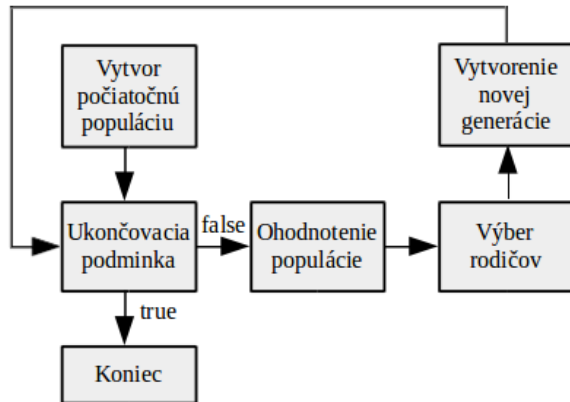 Vytvor
počiatočnú
populáciu
Vytvorenie
novej
generácie
Ukončovacia
podminka
false
Ohodnotenie
populácie
Výber
rodičov
true
Koniec